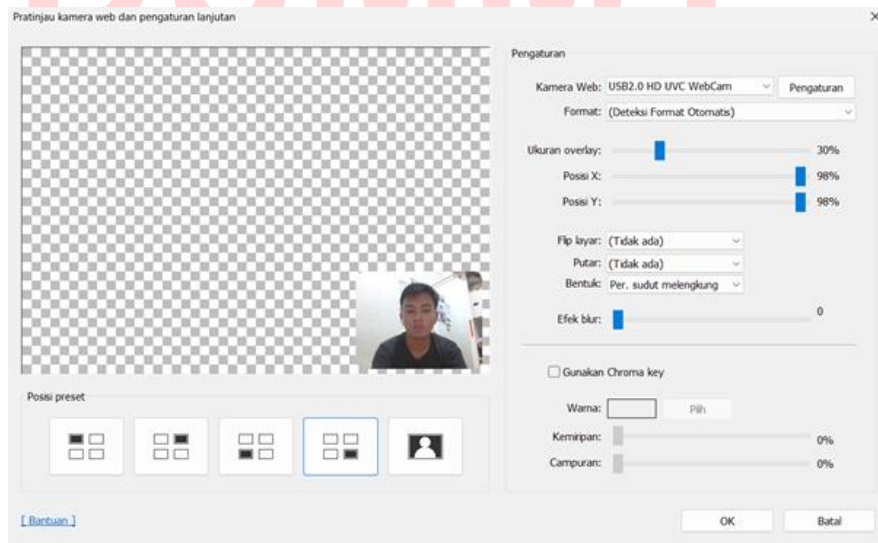 Pratinjau kamera web dan pengaturan lanjutan
Pengaturan
Kamera Web: USB2.0 HD UVC WebCam
Pengaturan
Format: (Deteksi Format Otomatis)
Ukuran overlay: 30%
Posisi X: 98%
Posisi Y: 98%
Flip layar: (Tidak ada)
Putar: (Tidak ada)
Bentuk: Per. sudut melengkung
Efek blur: 0
Gunakan Chroma key
Warna: Pilih
Kemiripan: 0%
Campuran: 0%
Posisi preset
[ Bantuan ]
OK
Batal